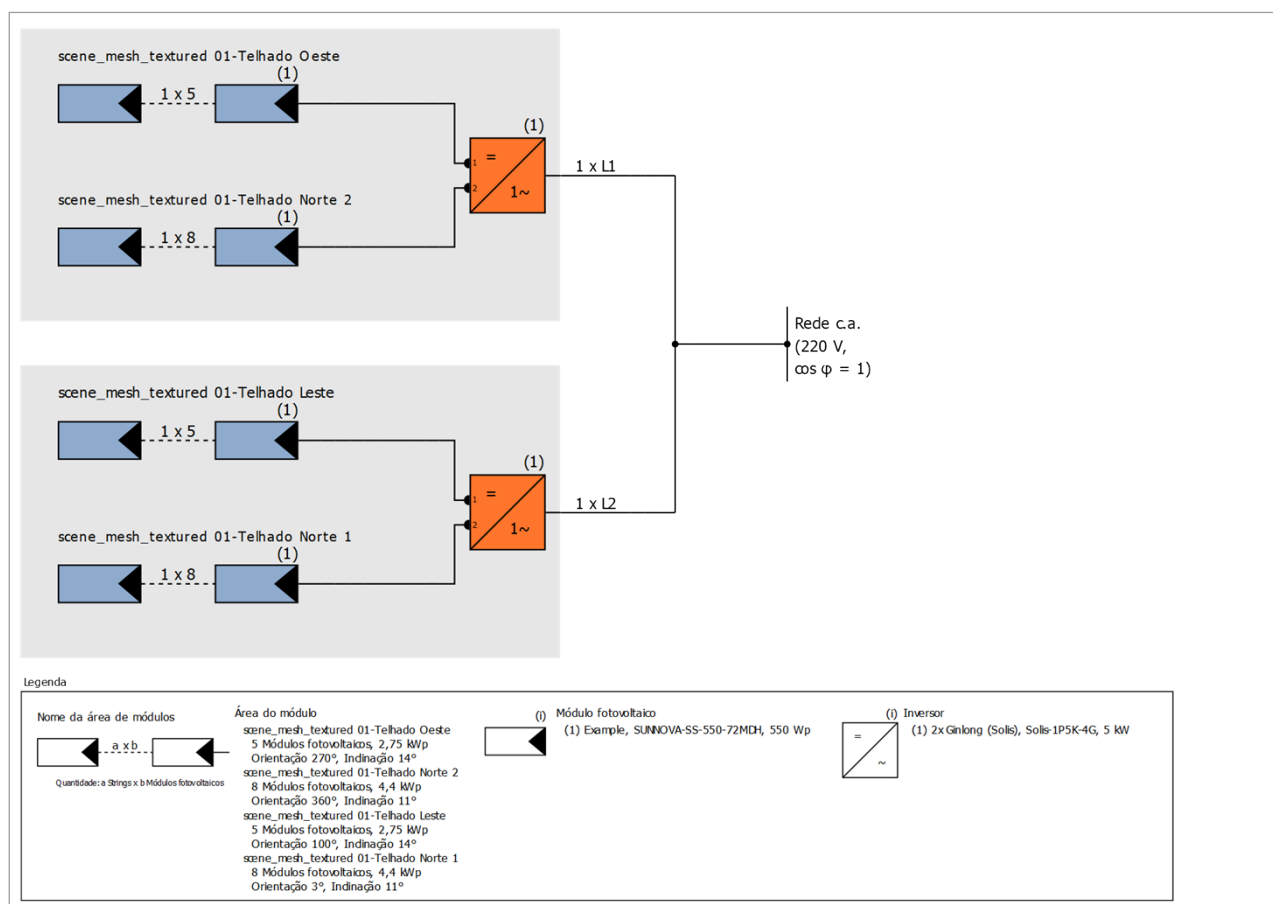 scene_mesh_textured 01-Telhado Oeste
(1)
1 x 5
(1)
1
=
2
1~
1 x L1
scene_mesh_textured 01-Telhado Norte 2
(1)
1 x 8
Rede c.a.
(220 V,
cos φ = 1)
scene_mesh_textured 01-Telhado Leste
(1)
1 x 5
(1)
1
=
2
1~
1 x L2
scene_mesh_textured 01-Telhado Norte 1
(1)
1 x 8
Legenda
Nome da área de módulos
a x b
Quantidade: a Strings x b Módulos fotovoltaicos
Área do módulo
scene_mesh_textured 01-Telhado Oeste
5 Módulos fotovoltaicos, 2,75 kWp
Orientação 270°, Inclinação 14°
scene_mesh_textured 01-Telhado Norte 2
8 Módulos fotovoltaicos, 4,4 kWp
Orientação 360°, Inclinação 11°
scene_mesh_textured 01-Telhado Leste
5 Módulos fotovoltaicos, 2,75 kWp
Orientação 100°, Inclinação 14°
scene_mesh_textured 01-Telhado Norte 1
8 Módulos fotovoltaicos, 4,4 kWp
Orientação 3°, Inclinação 11°
(i) Módulo fotovoltaico
(1) Example, SUNNOVA-SS-550-72MDH, 550 Wp
=
~
(i) Inversor
(1) 2x Ginlong (Solis), Solis-1P5K-4G, 5 kW